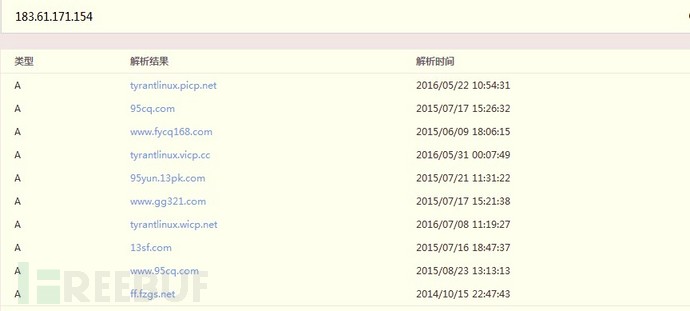 183.61.171.154
类型 解析结果 解析时间
A tyrantlinux.picp.net 2016/05/22 10:54:31
A 95cq.com 2015/07/17 15:26:32
A www.fycq168.com 2015/06/09 18:06:15
A tyrantlinux.vicp.cc 2016/05/31 00:07:49
A 95yun.13pk.com 2015/07/21 11:31:22
A www.gg321.com 2015/07/17 15:21:38
A tyrantlinux.wicp.net 2016/07/08 11:19:27
A 13sf.com 2015/07/16 18:47:37
A www.95cq.com 2015/08/23 13:13:13
A ff.fzgs.net 2014/10/15 22:47:43
FREEBUF